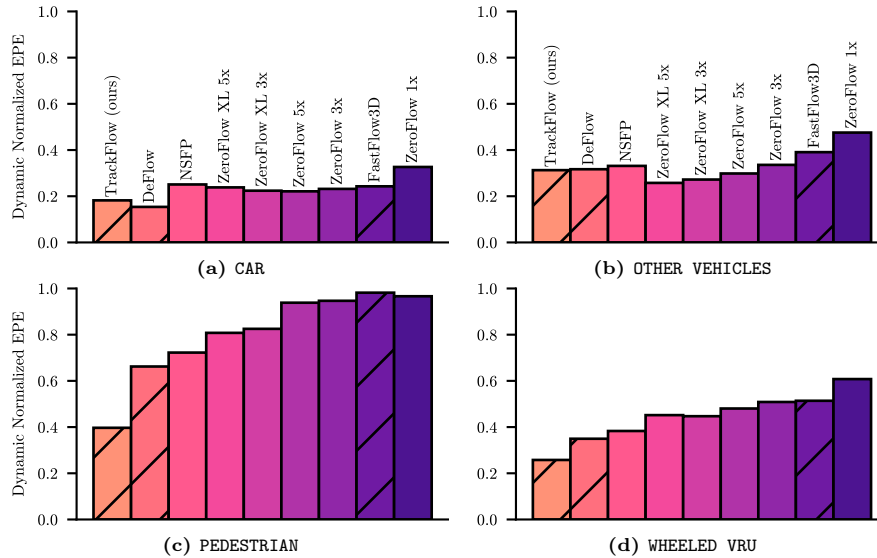 Dynamic Normalized EPE
1.0
0.8
0.6
0.4
0.2
0.0
TrackFlow (ours)
DeFlow
NSFP
ZeroFlow XL 5x
ZeroFlow XL 3x
ZeroFlow 5x
ZeroFlow 3x
FastFlow3D
ZeroFlow 1x
(a) CAR
1.0
0.8
0.6
0.4
0.2
0.0
TrackFlow (ours)
DeFlow
NSFP
ZeroFlow XL 5x
ZeroFlow XL 3x
ZeroFlow 5x
ZeroFlow 3x
FastFlow3D
ZeroFlow 1x
(b) OTHER VEHICLES
Dynamic Normalized EPE
1.0
0.8
0.6
0.4
0.2
0.0
(c) PEDESTRIAN
1.0
0.8
0.6
0.4
0.2
0.0
(d) WHEELED VRU